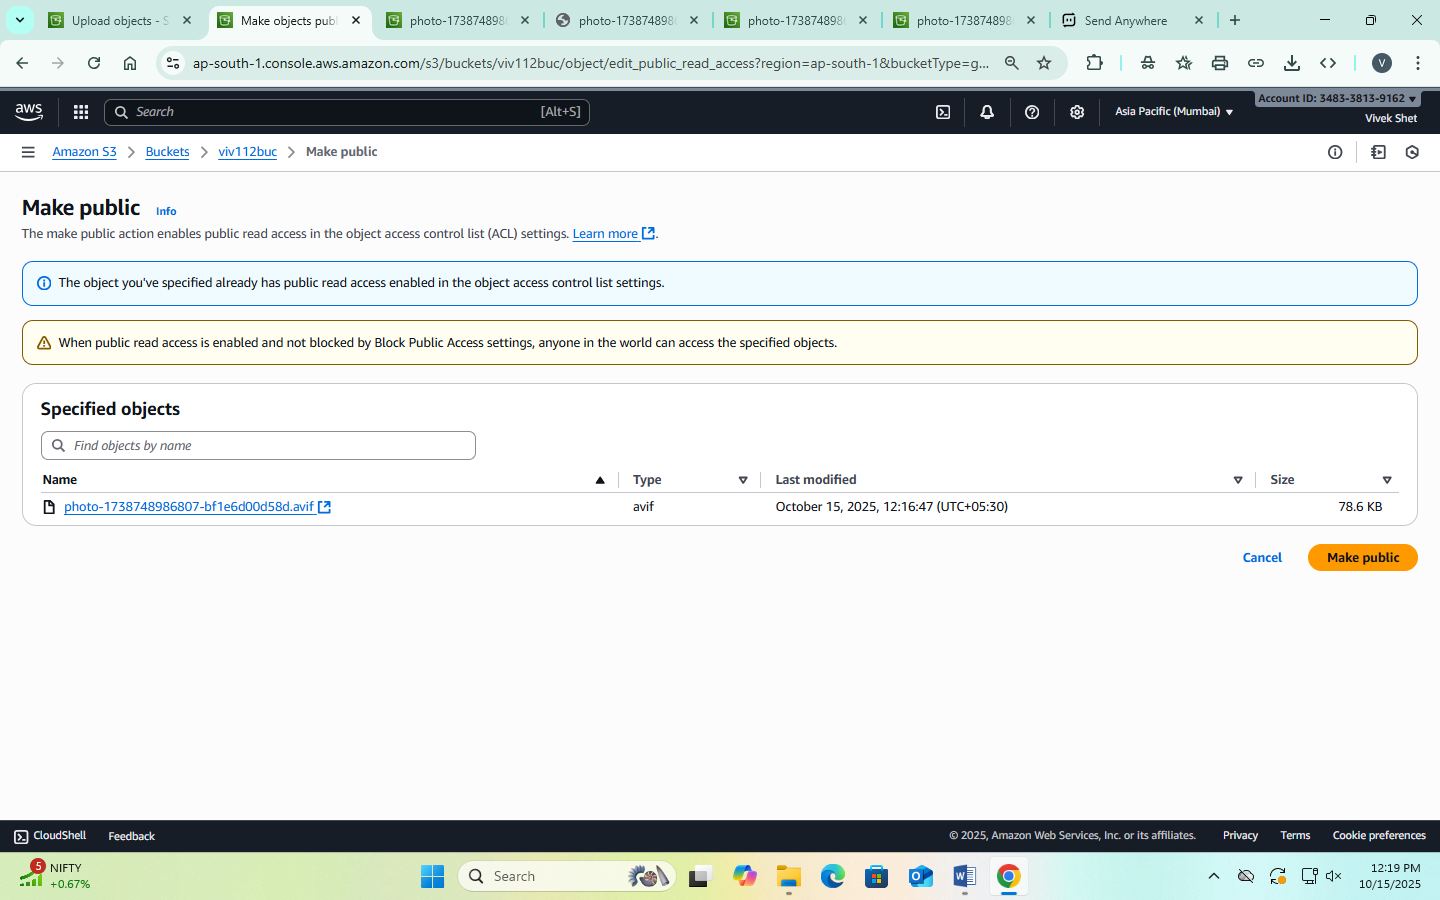 Upload objects - S
Make objects publ
photo-173874898
photo-173874898
photo-173874898
photo-173874898
Send Anywhere
ap-south-1.console.aws.amazon.com/s3/buckets/viv112buc/object/edit_public_read_access?region=ap-south-1&bucketType=g...
V
aws
Search
[Alt+S]
Asia Pacific (Mumbai)
Account ID: 3483-3813-9162
Vivek Shet
Amazon S3
Buckets
viv112buc
Make public
Make public
Info
The make public action enables public read access in the object access control list (ACL) settings. Learn more.
The object you've specified already has public read access enabled in the object access control list settings.
When public read access is enabled and not blocked by Block Public Access settings, anyone in the world can access the specified objects.
Specified objects
Find objects by name
Name
Type
Last modified
Size
photo-1738748986807-bf1e6d00d58d.avif
avif
October 15, 2025, 12:16:47 (UTC+05:30)
78.6 KB
Cancel
Make public
CloudShell
Feedback
© 2025, Amazon Web Services, Inc. or its affiliates.
Privacy
Terms
Cookie preferences
5
NIFTY
+0.67%
Search
12:19 PM
10/15/2025